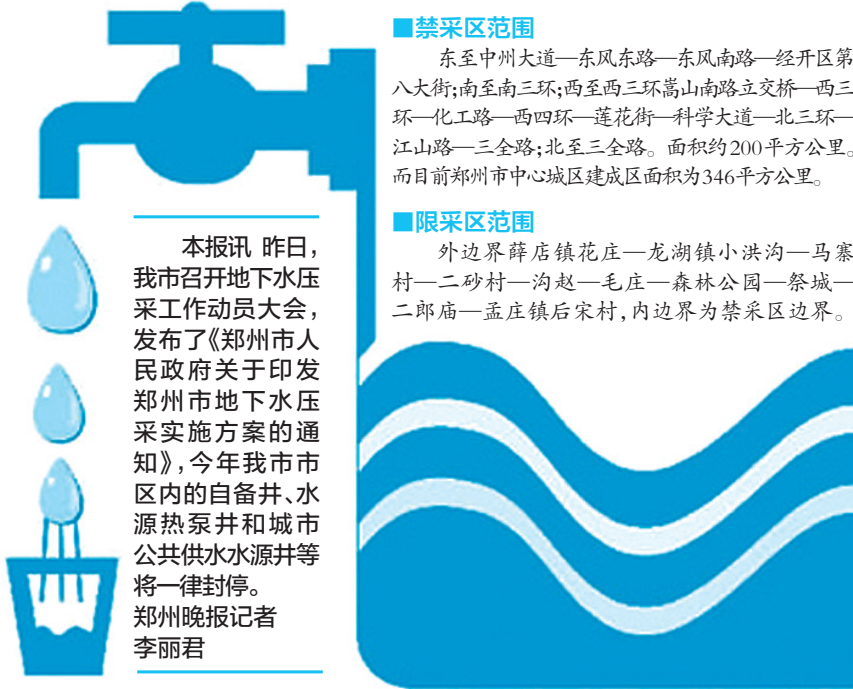 ■禁采区范围
东至中州大道—东风东路—东风南路—经开区第
八大街;南至南三环;西至西三环嵩山南路立交桥—西三
环—化工路—西四环—莲花街—科学大道—北三环—
江山路—三全路;北至三全路。面积约200平方公里。
而目前郑州市中心城区建成区面积为346平方公里。
■限采区范围
外边界薛店镇花庄—龙湖镇小洪沟—马寨
村—二砂村—沟赵—毛庄—森林公园—祭城—
二郎庙—孟庄镇后宋村,内边界为禁采区边界。
本报讯 昨日,
我市召开地下水压
采工作动员大会,
发布了《郑州市人
民政府关于印发
郑州市地下水压
采实施方案的通
知》,今年我市市
区内的自备井、水
源热泵井和城市
公共供水水源井等
将一律封停。
郑州晚报记者
李丽君